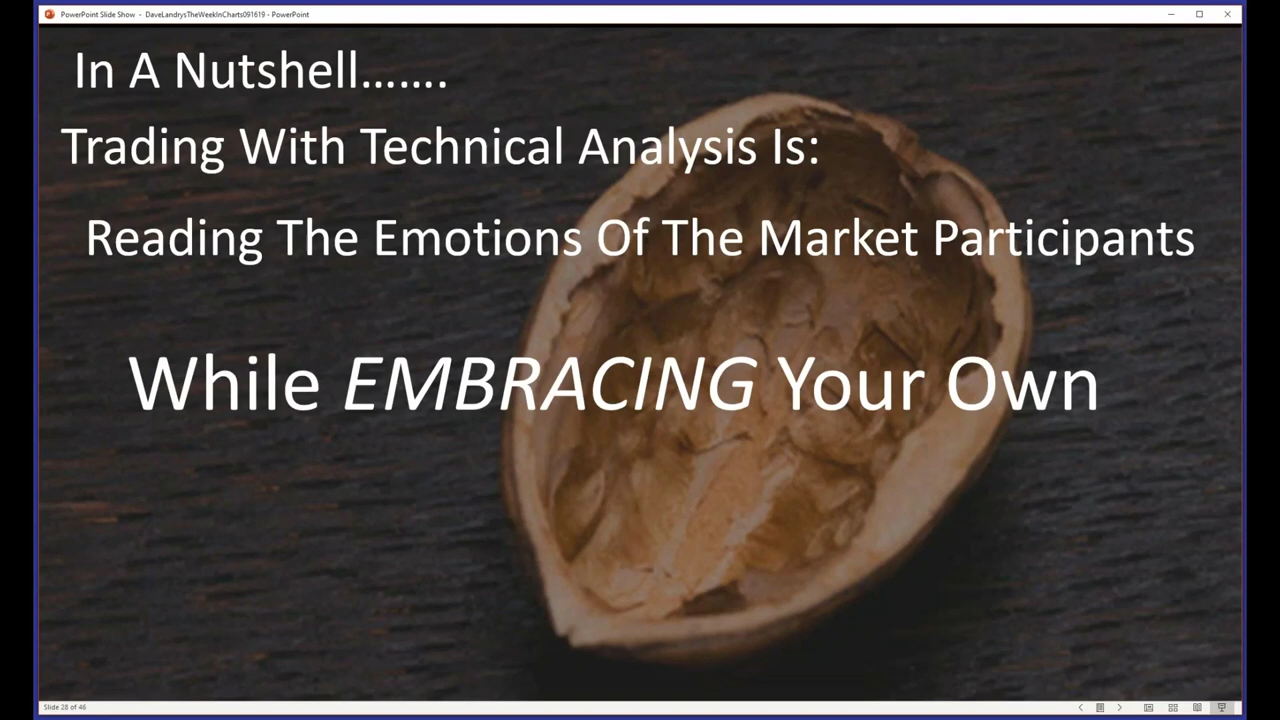 PowerPoint Slide Show - DaveLandrysTheWeekInCharts091619 - PowerPoint
In A Nutshell.......
Trading With Technical Analysis Is:
Reading The Emotions Of The Market Participants
While EMBRACING Your Own
Slide 28 of 46